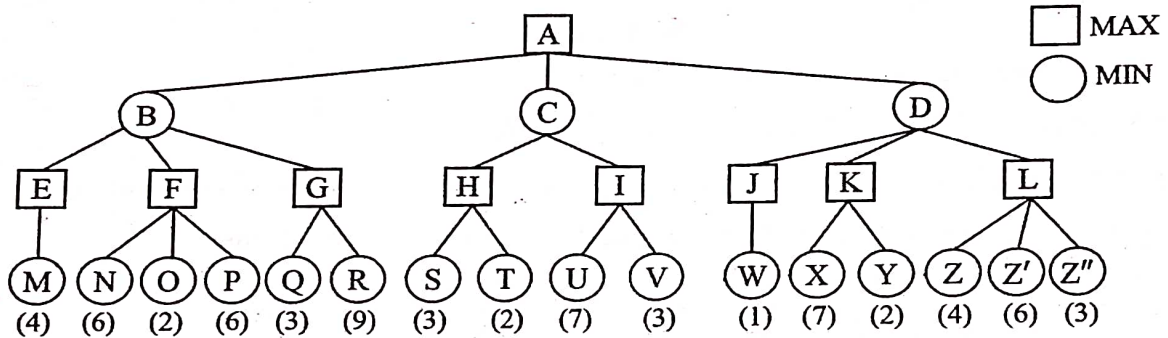 A
MAX
MIN
B C D
E F G H I J K L
M N O P Q R S T U V W X Y Z Z′ Z″
(4) (6) (2) (6) (3) (9) (3) (2) (7) (3) (1) (7) (2) (4) (6) (3)